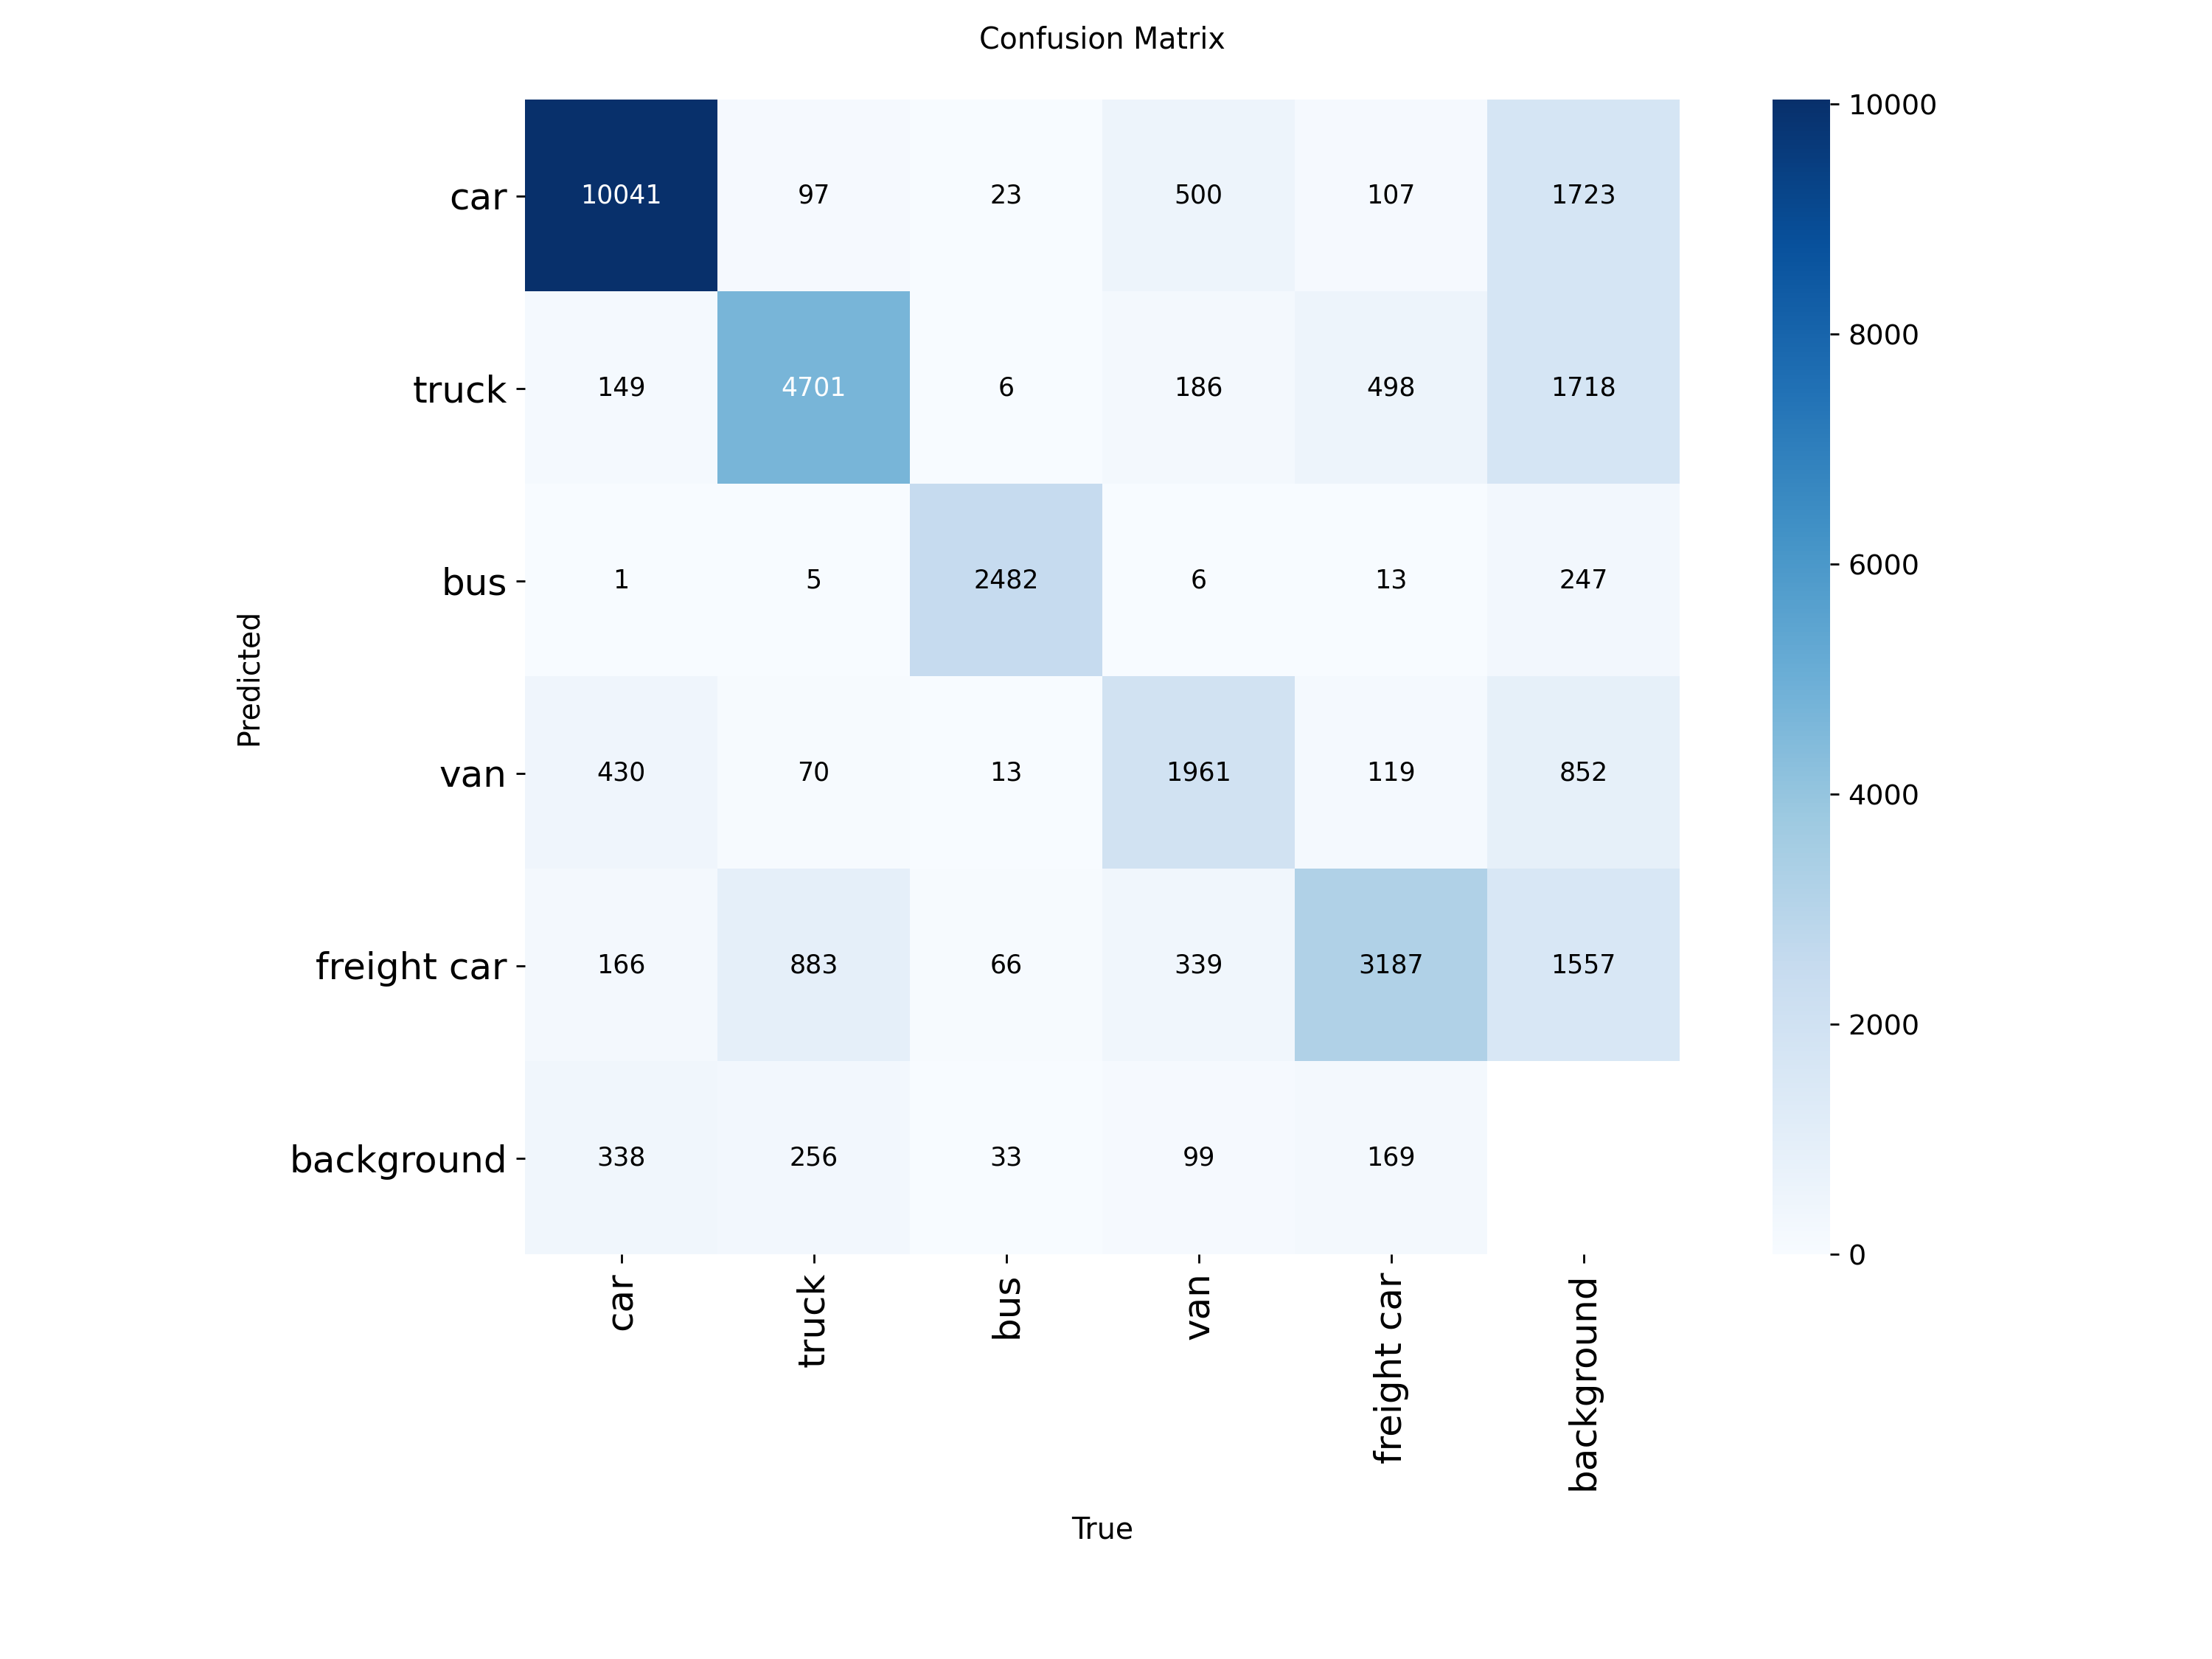 Confusion Matrix
car 10041 97 23 500 107 1723
truck 149 4701 6 186 498 1718
bus 1 5 2482 6 13 247
van 430 70 13 1961 119 852
freight car 166 883 66 339 3187 1557
background 338 256 33 99 169
Predicted
car truck bus van freight car background
True
10000
8000
6000
4000
2000
0